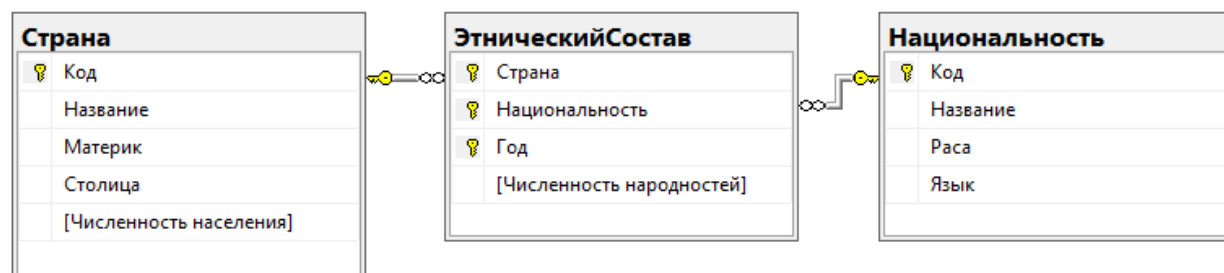 Страна
Код
Название
Материк
Столица
[Численность населения]
ЭтническийСостав
Страна
Национальность
Год
[Численность народностей]
Национальность
Код
Название
Раса
Язык